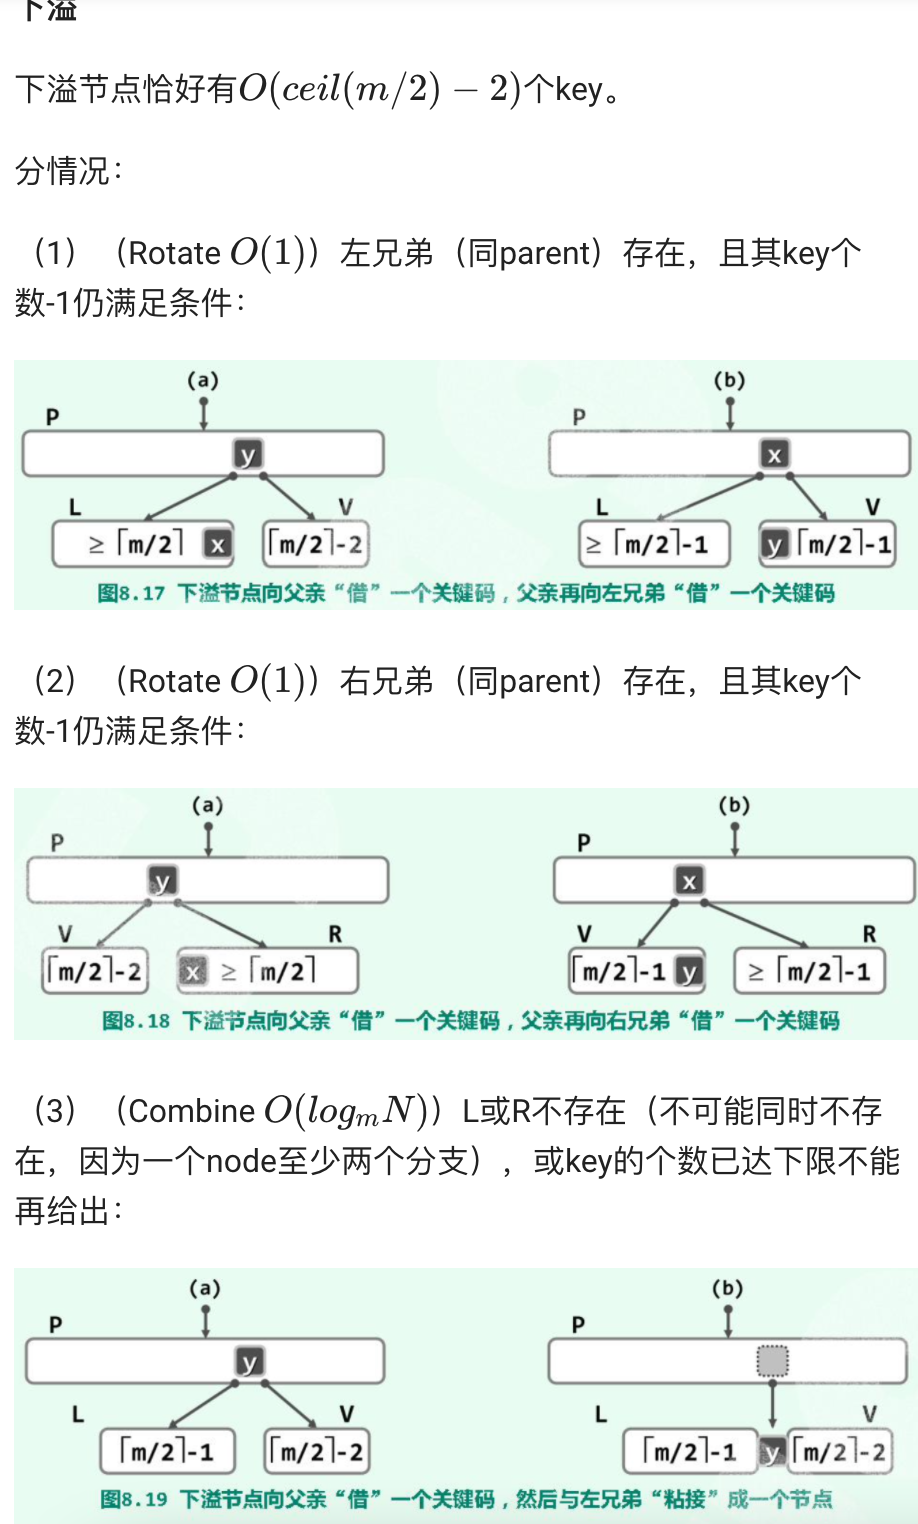 下溢
下溢节点恰好有O(ceil(m/2) − 2)个key。
分情况：
（1）（Rotate O(1)）左兄弟（同parent）存在，且其key个
数-1仍满足条件：
(a) (b)
P P
y x
L V L V
≥ ⌈m/2⌉ x ⌈m/2⌉-2 ≥ ⌈m/2⌉-1 y ⌈m/2⌉-1
图8.17 下溢节点向父亲“借”一个关键码，父亲再向左兄弟“借”一个关键码
（2）（Rotate O(1)）右兄弟（同parent）存在，且其key个
数-1仍满足条件：
(a) (b)
P P
y x
V R V R
⌈m/2⌉-2 x ≥ ⌈m/2⌉ ⌈m/2⌉-1 y ≥ ⌈m/2⌉-1
图8.18 下溢节点向父亲“借”一个关键码，父亲再向右兄弟“借”一个关键码
（3）（Combine O(log_m N)）L或R不存在（不可能同时不存
在，因为一个node至少两个分支），或key的个数已达下限不能
再给出：
(a) (b)
P P
y
L V L V
⌈m/2⌉-1 ⌈m/2⌉-2 ⌈m/2⌉-1 y ⌈m/2⌉-2
图8.19 下溢节点向父亲“借”一个关键码，然后与左兄弟“粘接”成一个节点